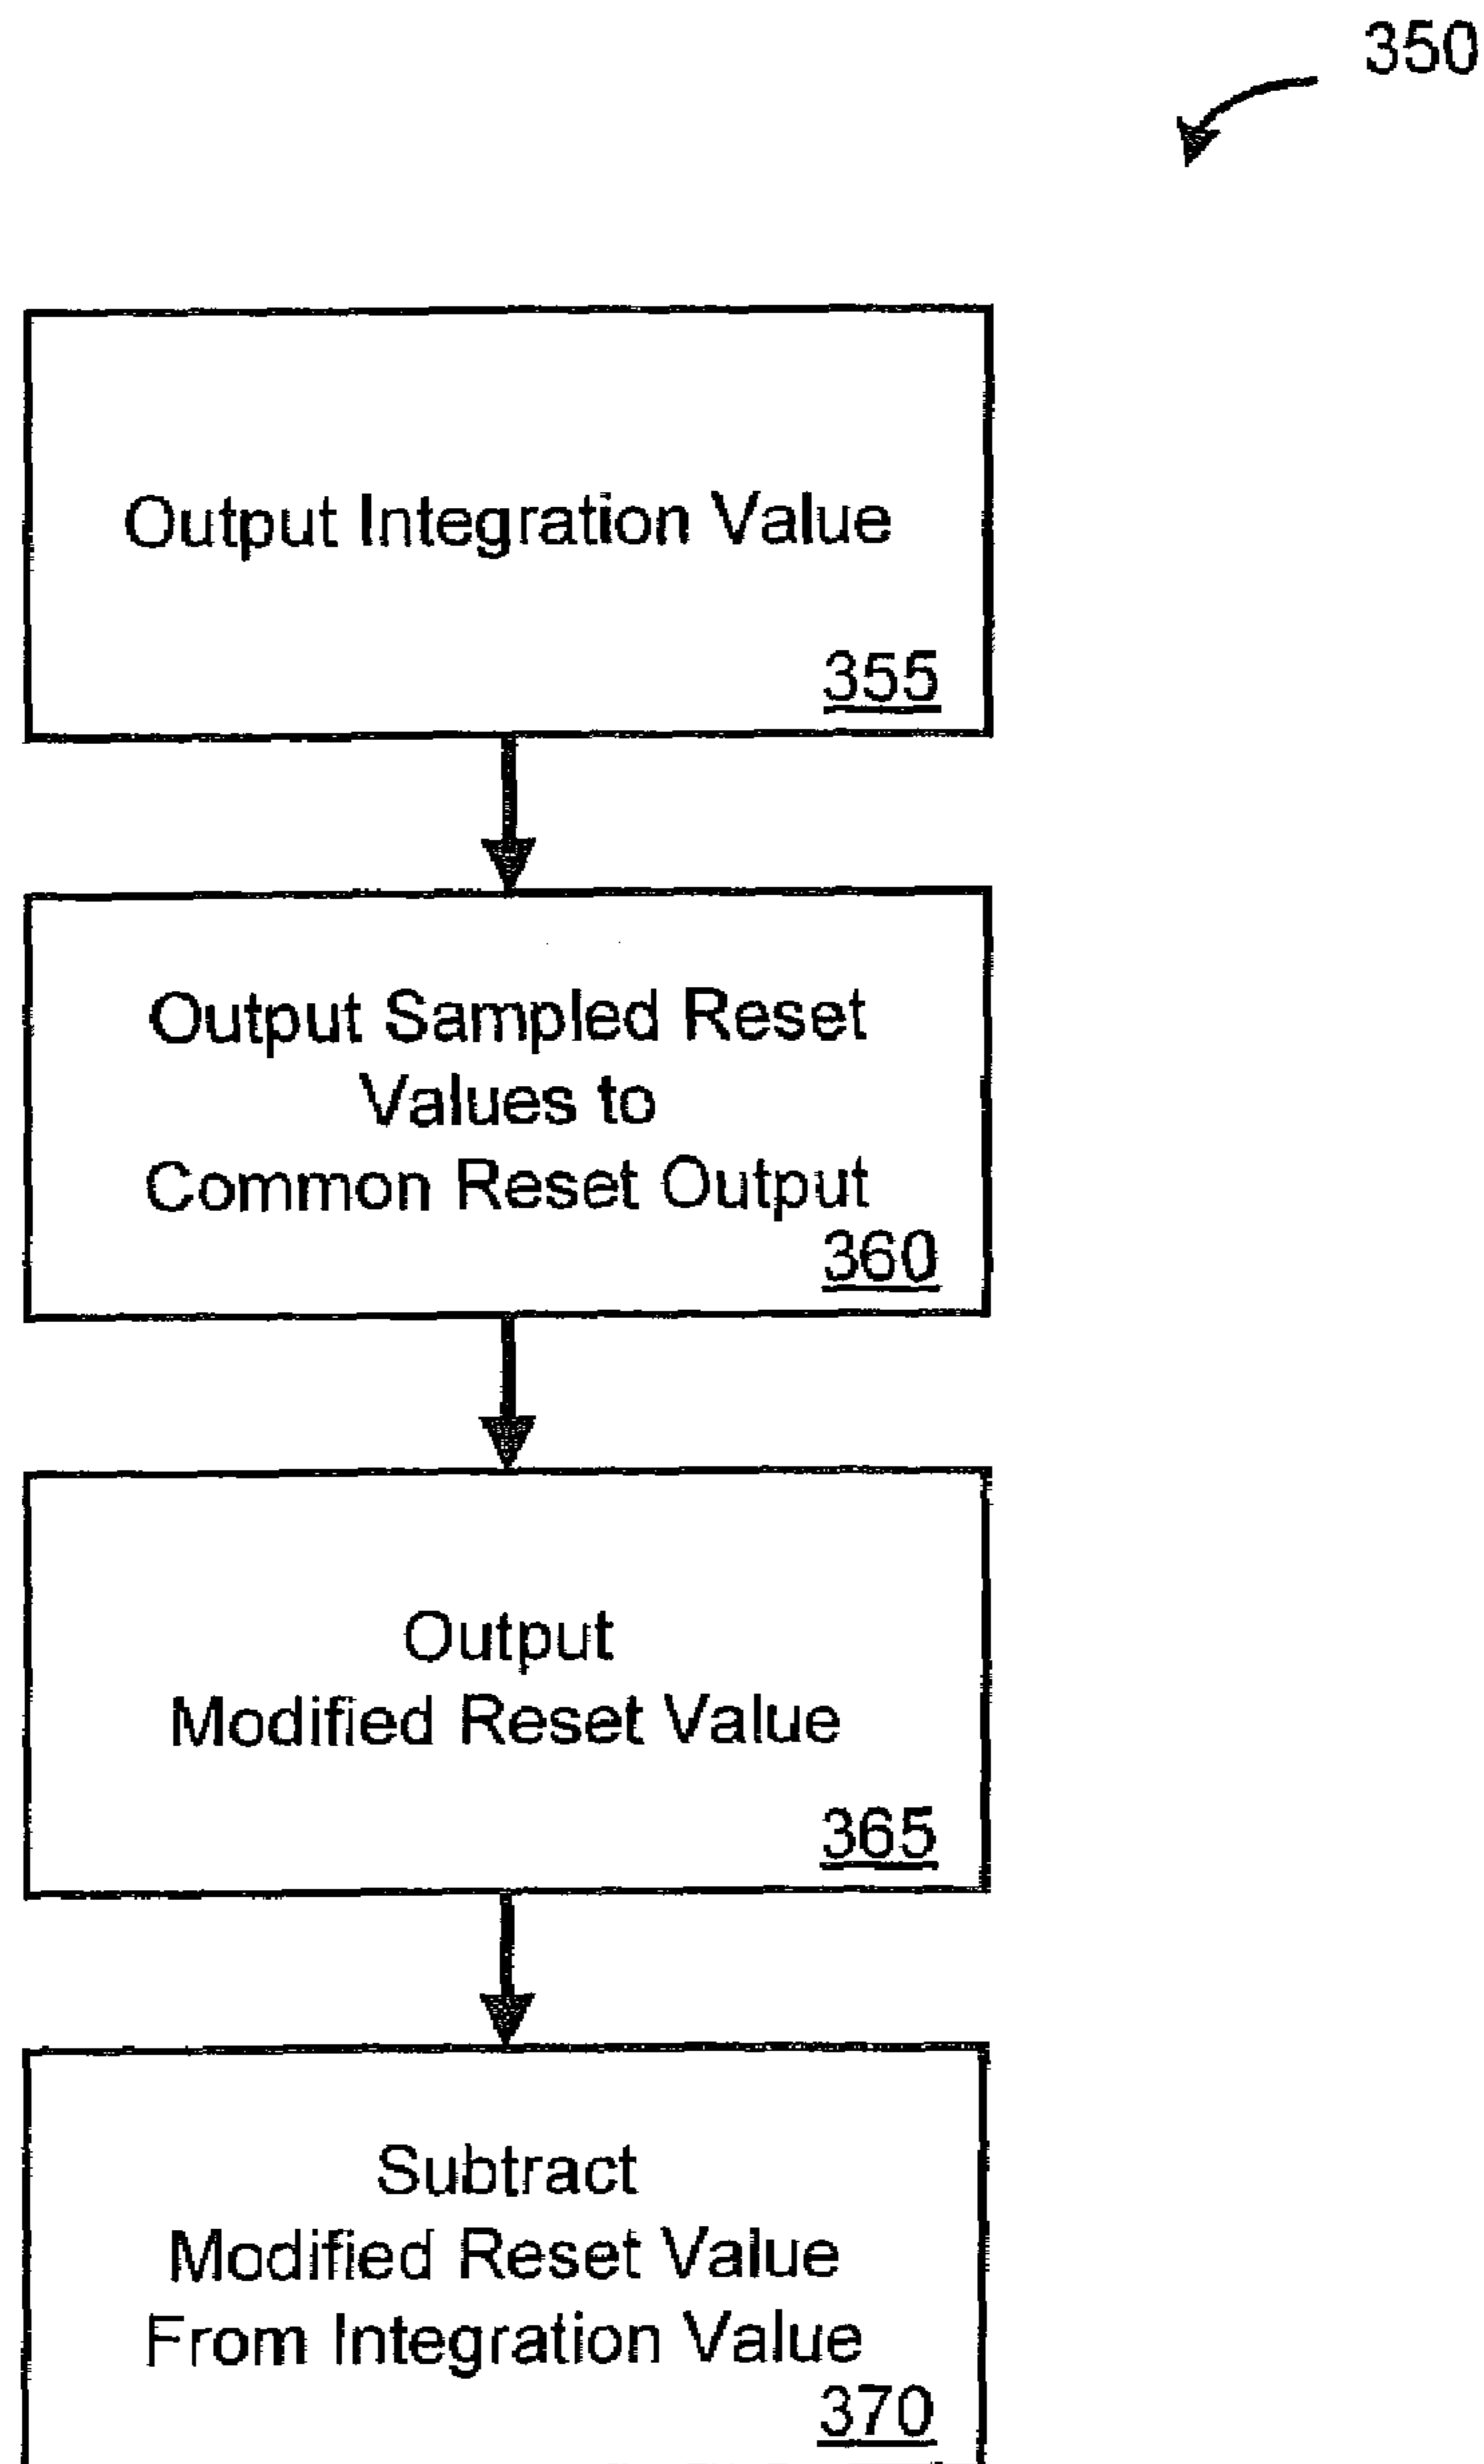 350
Output Integration Value
355
Output Sampled Reset
Values to
Common Reset Output
360
Output
Modified Reset Value
365
Subtract
Modified Reset Value
From Integration Value
370